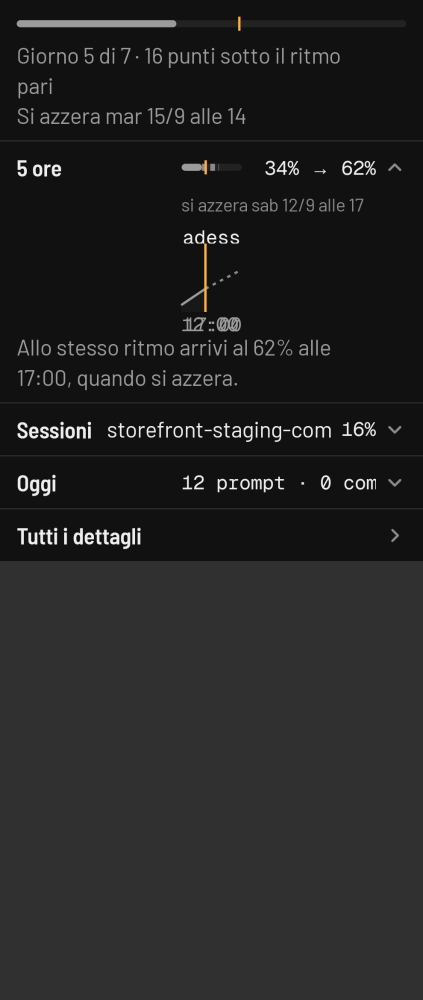 Giorno 5 di 7 · 16 punti sotto il ritmo
pari
Si azzera mar 15/9 alle 14
5 ore 34% → 62%
si azzera sab 12/9 alle 17
adess
Allo stesso ritmo arrivi al 62% alle
17:00, quando si azzera.
Sessioni storefront-staging-com 16%
Oggi 12 prompt · 0 com
Tutti i dettagli